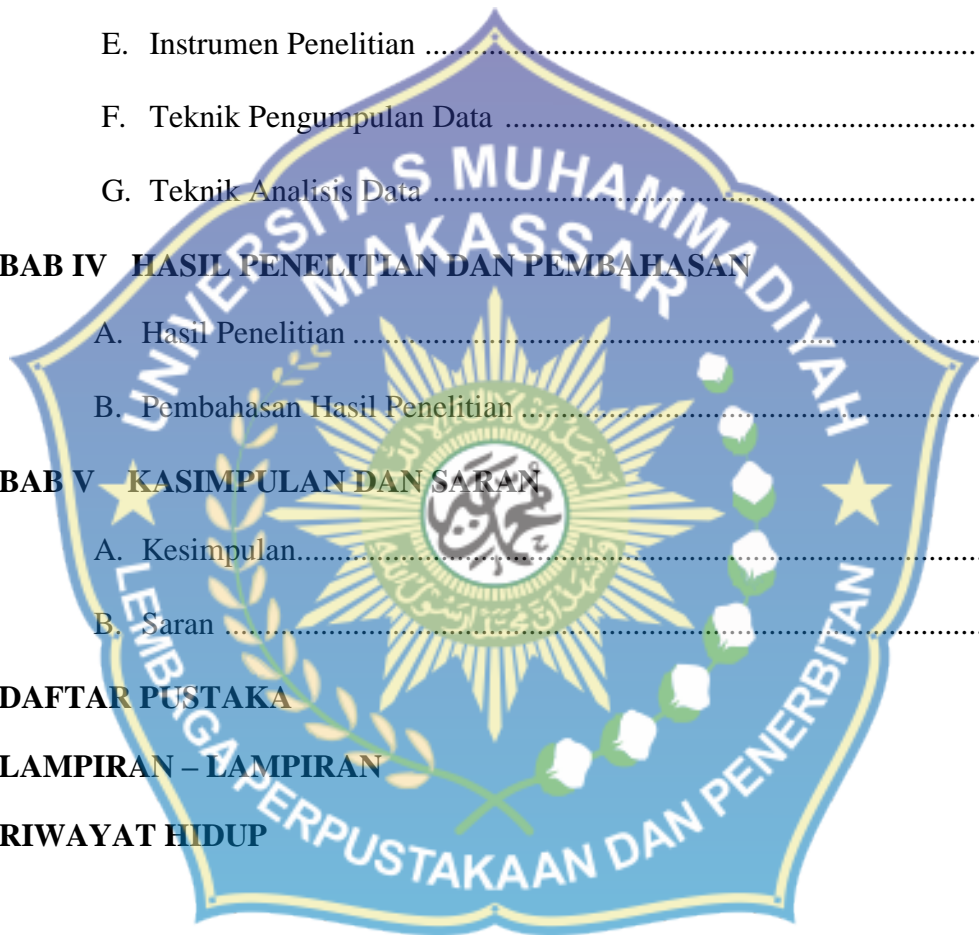 E. Instrumen Penelitian ........................................................................
F. Teknik Pengumpulan Data ..............................................................
G. Teknik Analisis Data ........................................................................
BAB IV HASIL PENELITIAN DAN PEMBAHASAN
A. Hasil Penelitian ................................................................................
B. Pembahasan Hasil Penelitian ............................................................
BAB V KASIMPULAN DAN SARAN
A. Kesimpulan.......................................................................................
B. Saran ................................................................................................
DAFTAR PUSTAKA
LAMPIRAN – LAMPIRAN
RIWAYAT HIDUP
UNIVERSITAS MUHAMMADIYAH
MAKASSAR
LEMBAGA PERPUSTAKAAN DAN PENERBITAN